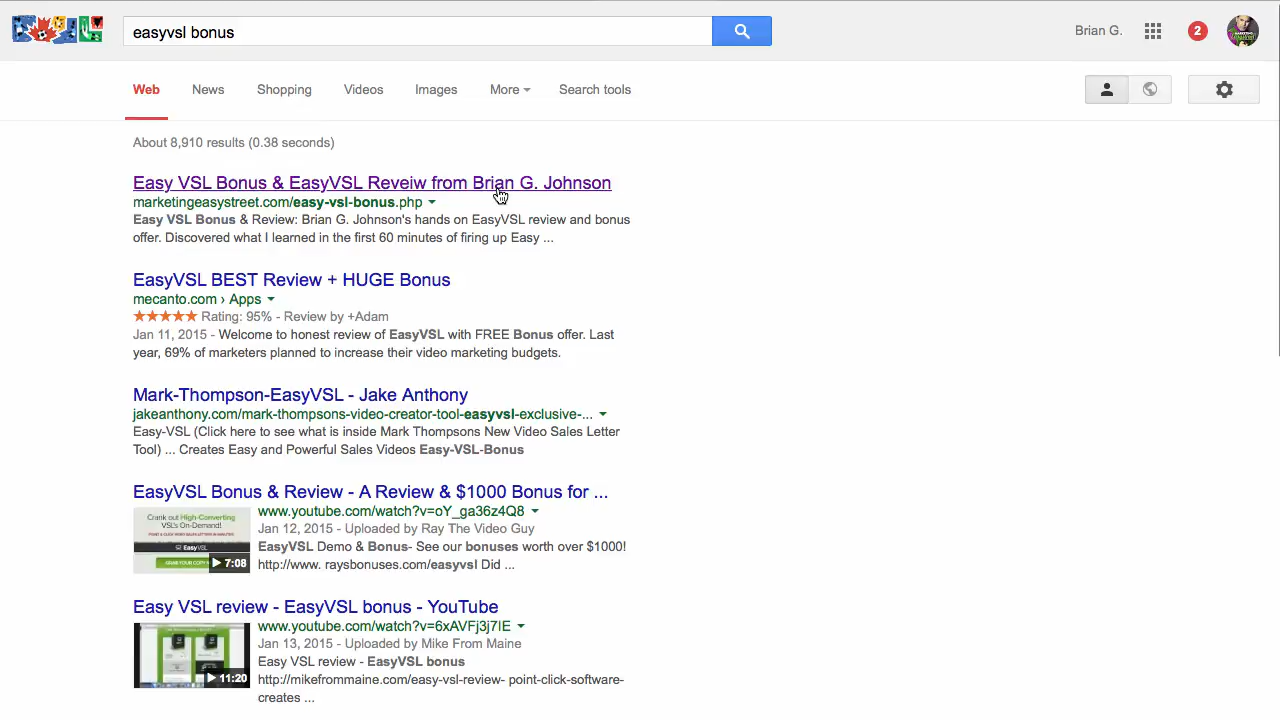 easyvsl bonus
Brian G.
2
Web News Shopping Videos Images More Search tools
About 8,910 results (0.38 seconds)
Easy VSL Bonus & EasyVSL Reveiw from Brian G. Johnson
marketingeasystreet.com/easy-vsl-bonus.php
Easy VSL Bonus & Review: Brian G. Johnson's hands on EasyVSL review and bonus
offer. Discovered what I learned in the first 60 minutes of firing up Easy ...
EasyVSL BEST Review + HUGE Bonus
mecanto.com › Apps
Rating: 95% - Review by +Adam
Jan 11, 2015 - Welcome to honest review of EasyVSL with FREE Bonus offer. Last
year, 69% of marketers planned to increase their video marketing budgets.
Mark-Thompson-EasyVSL - Jake Anthony
jakeanthony.com/mark-thompsons-video-creator-tool-easyvsl-exclusive-...
Easy-VSL (Click here to see what is inside Mark Thompsons New Video Sales Letter
Tool) ... Creates Easy and Powerful Sales Videos Easy-VSL-Bonus
EasyVSL Bonus & Review - A Review & $1000 Bonus for ...
Crank out High-Converting
VSL's On-Demand!
EasyVSL
7:08
www.youtube.com/watch?v=oY_ga36z4Q8
Jan 12, 2015 - Uploaded by Ray The Video Guy
EasyVSL Demo & Bonus- See our bonuses worth over $1000!
http://www. raysbonuses.com/easyvsl Did ...
Easy VSL review - EasyVSL bonus - YouTube
11:20
www.youtube.com/watch?v=6xAVFj3j7IE
Jan 13, 2015 - Uploaded by Mike From Maine
Easy VSL review - EasyVSL bonus
http://mikefrommaine.com/easy-vsl-review- point-click-software-
creates ...